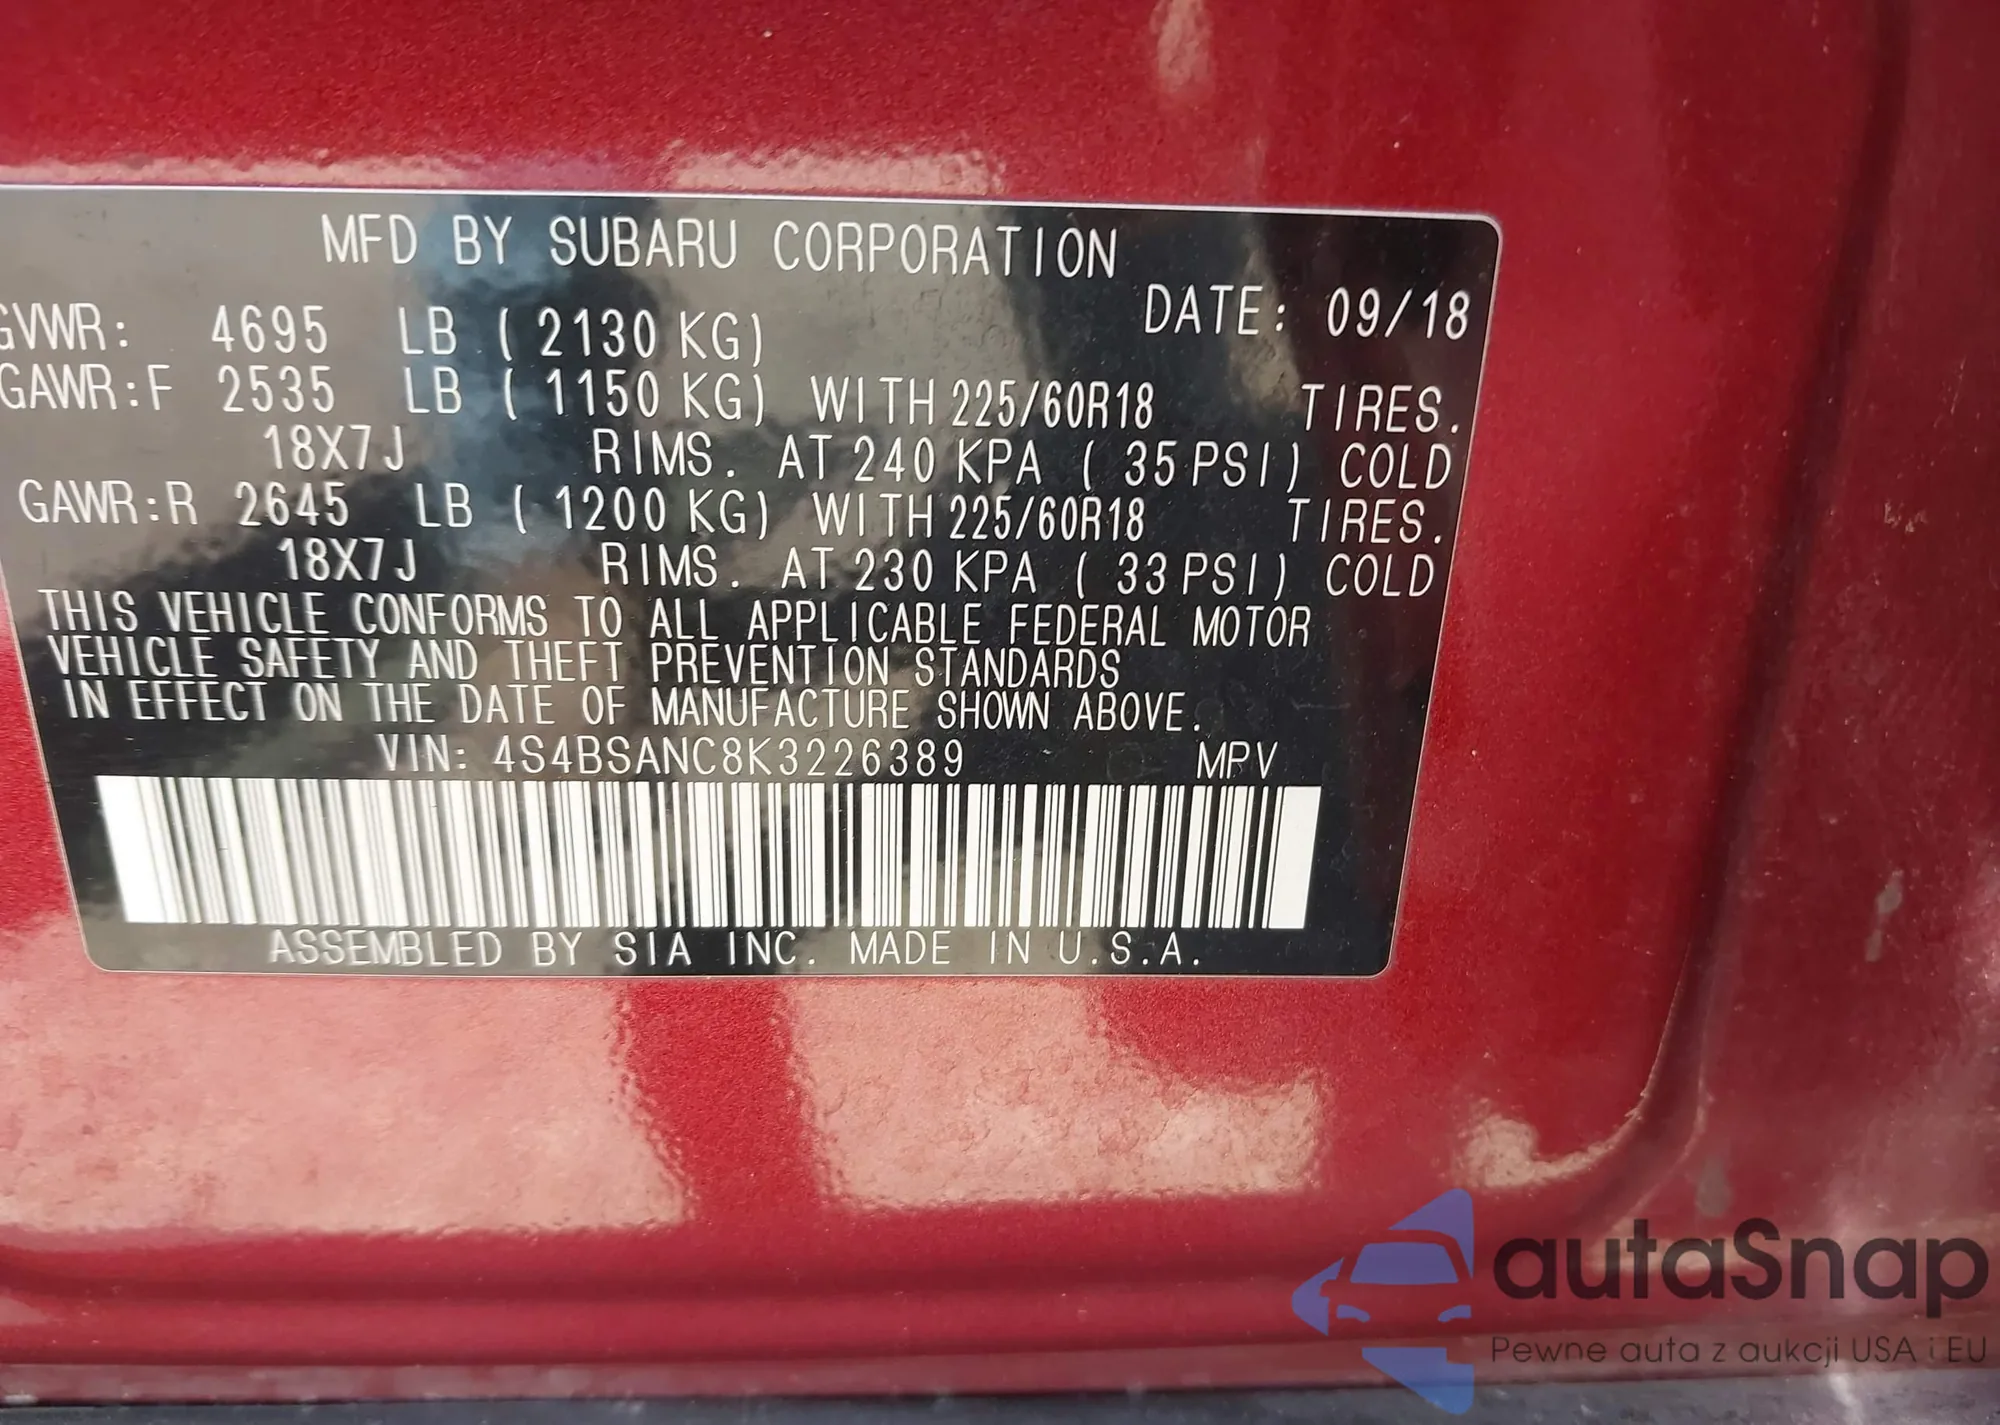 MFD BY SUBARU CORPORATION
GVWR: 4695 LB ( 2130 KG) DATE: 09/18
GAWR:F 2535 LB ( 1150 KG) WITH 225/60R18 TIRES.
18X7J RIMS. AT 240 KPA ( 35 PSI) COLD
GAWR:R 2645 LB ( 1200 KG) WITH 225/60R18 TIRES.
18X7J RIMS. AT 230 KPA ( 33 PSI) COLD
THIS VEHICLE CONFORMS TO ALL APPLICABLE FEDERAL MOTOR
VEHICLE SAFETY AND THEFT PREVENTION STANDARDS
IN EFFECT ON THE DATE OF MANUFACTURE SHOWN ABOVE.
VIN: 4S4BSANC8K3226389 MPV
ASSEMBLED BY SIA INC. MADE IN U.S.A.
autaSnap
Pewne auta z aukcji USA i EU